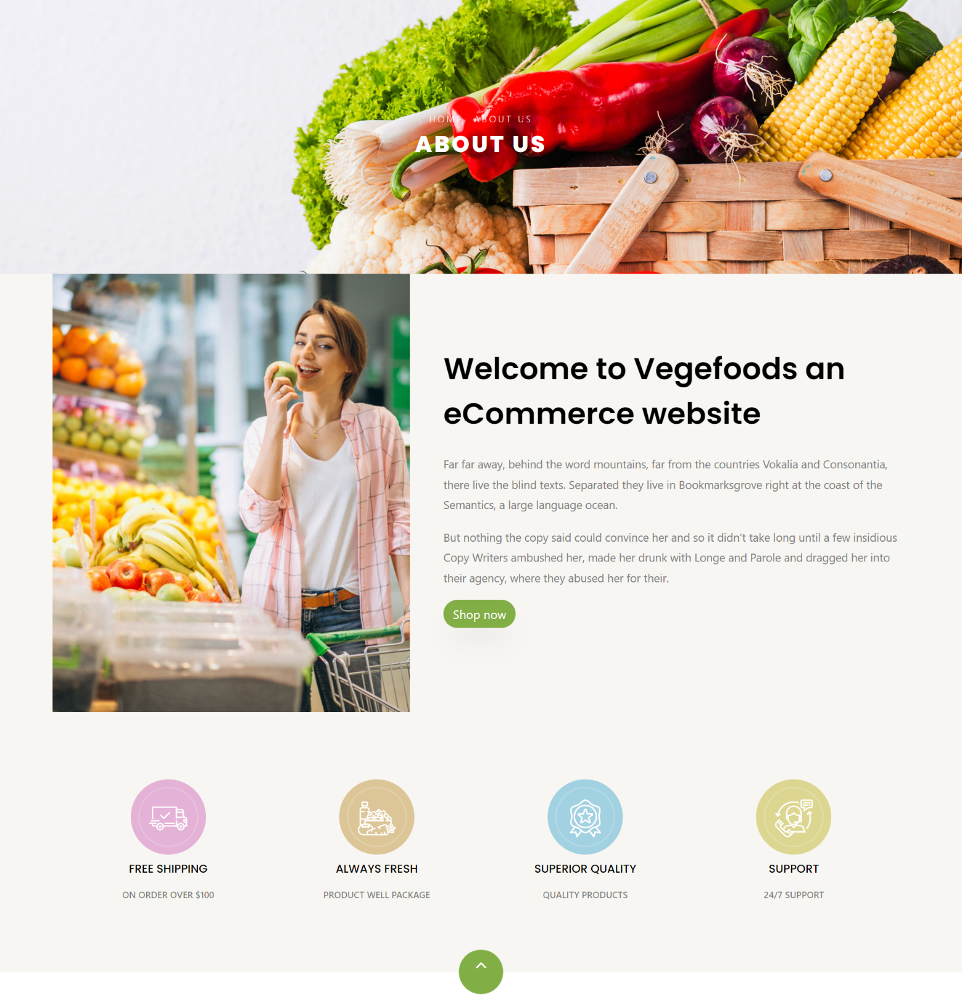 HOME ABOUT US
ABOUT US
Welcome to Vegefoods an
eCommerce website
Far far away, behind the word mountains, far from the countries Vokalia and Consonantia,
there live the blind texts. Separated they live in Bookmarksgrove right at the coast of the
Semantics, a large language ocean.
But nothing the copy said could convince her and so it didn’t take long until a few insidious
Copy Writers ambushed her, made her drunk with Longe and Parole and dragged her into
their agency, where they abused her for their.
Shop now
FREE SHIPPING
ON ORDER OVER $100
ALWAYS FRESH
PRODUCT WELL PACKAGE
SUPERIOR QUALITY
QUALITY PRODUCTS
SUPPORT
24/7 SUPPORT